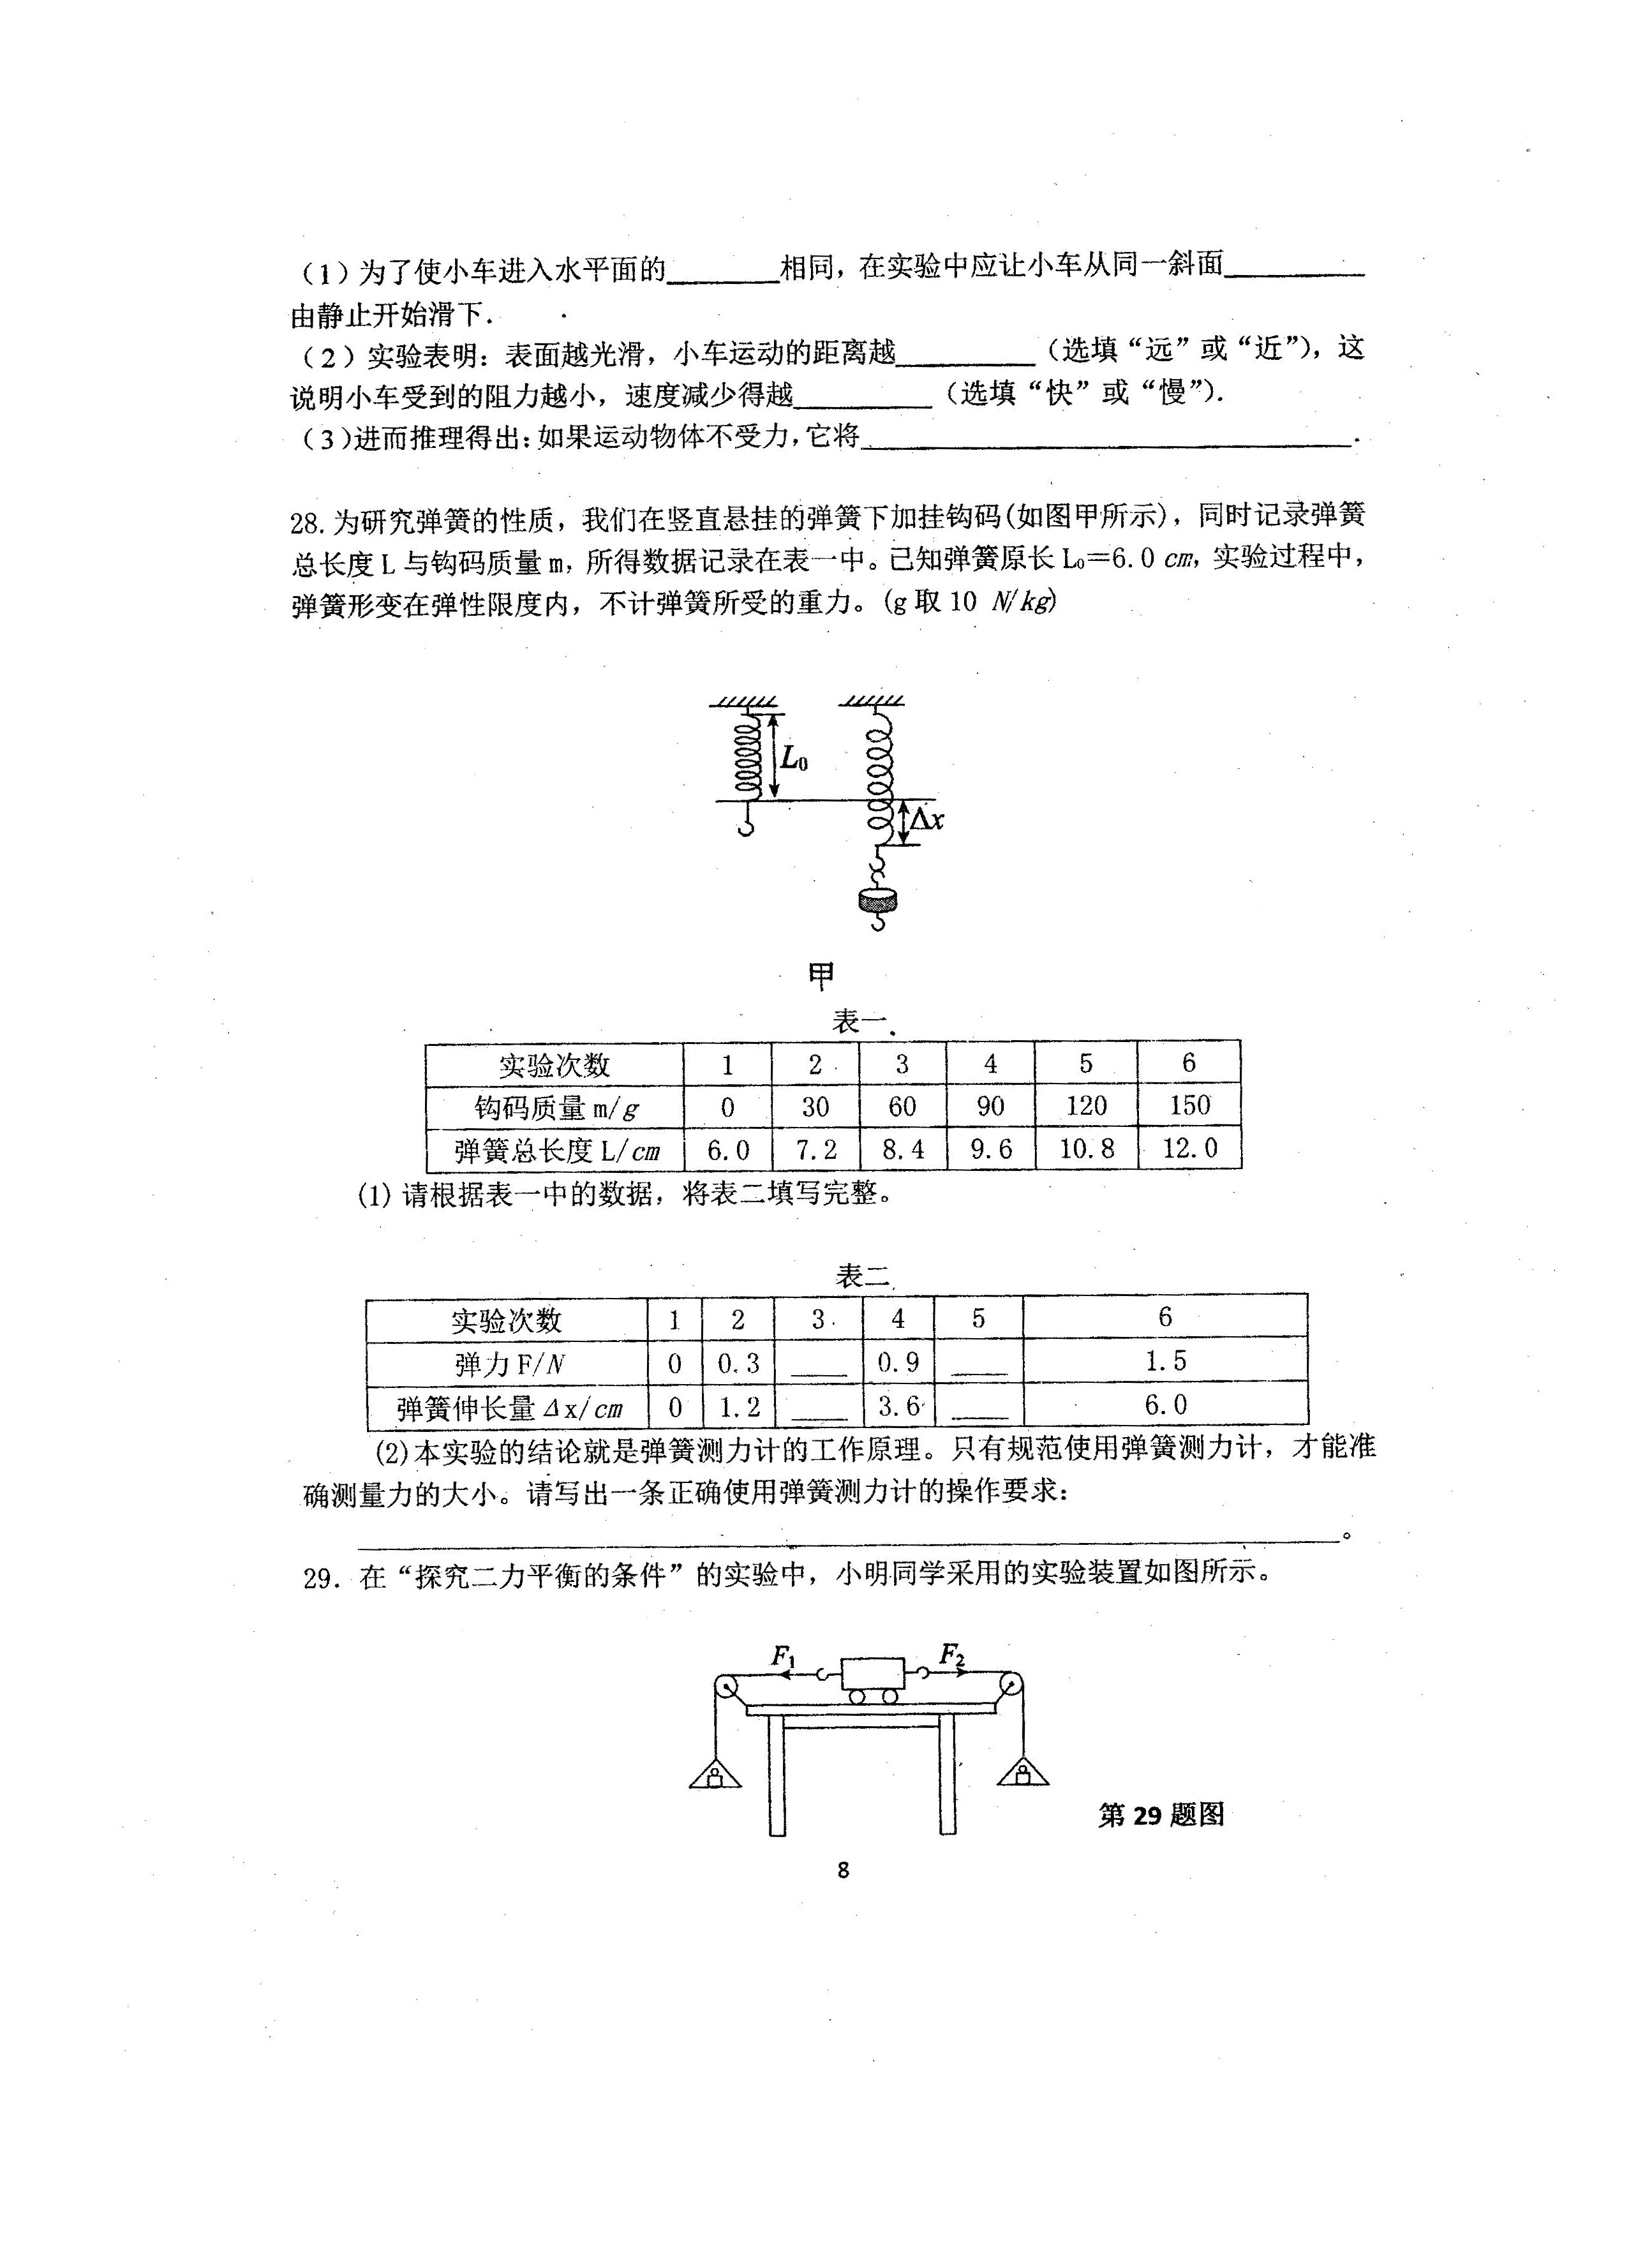 (1)为了使小车进入水平面的________相同，在实验中应让小车从同一斜面__________
由静止开始滑下．
(2)实验表明：表面越光滑，小车运动的距离越__________（选填“远”或“近”），这
说明小车受到的阻力越小，速度减少得越__________（选填“快”或“慢”）．
(3)进而推理得出：如果运动物体不受力，它将__________________________________．
28. 为研究弹簧的性质，我们在竖直悬挂的弹簧下加挂钩码(如图甲所示)，同时记录弹簧
总长度 L 与钩码质量 m，所得数据记录在表一中。已知弹簧原长 L₀＝6.0 cm，实验过程中，
弹簧形变在弹性限度内，不计弹簧所受的重力。(g 取 10 N/kg)
L₀
Δx
甲
表一
实验次数 1 2 3 4 5 6
钩码质量 m/g 0 30 60 90 120 150
弹簧总长度 L/cm 6.0 7.2 8.4 9.6 10.8 12.0
(1) 请根据表一中的数据，将表二填写完整。
表二
实验次数 1 2 3 4 5 6
弹力 F/N 0 0.3 ____ 0.9 ____ 1.5
弹簧伸长量 Δx/cm 0 1.2 ____ 3.6 ____ 6.0
(2)本实验的结论就是弹簧测力计的工作原理。只有规范使用弹簧测力计，才能准
确测量力的大小。请写出一条正确使用弹簧测力计的操作要求：
______________________________________________________________________。
29. 在“探究二力平衡的条件”的实验中，小明同学采用的实验装置如图所示。
F₁ F₂
第 29 题图
8